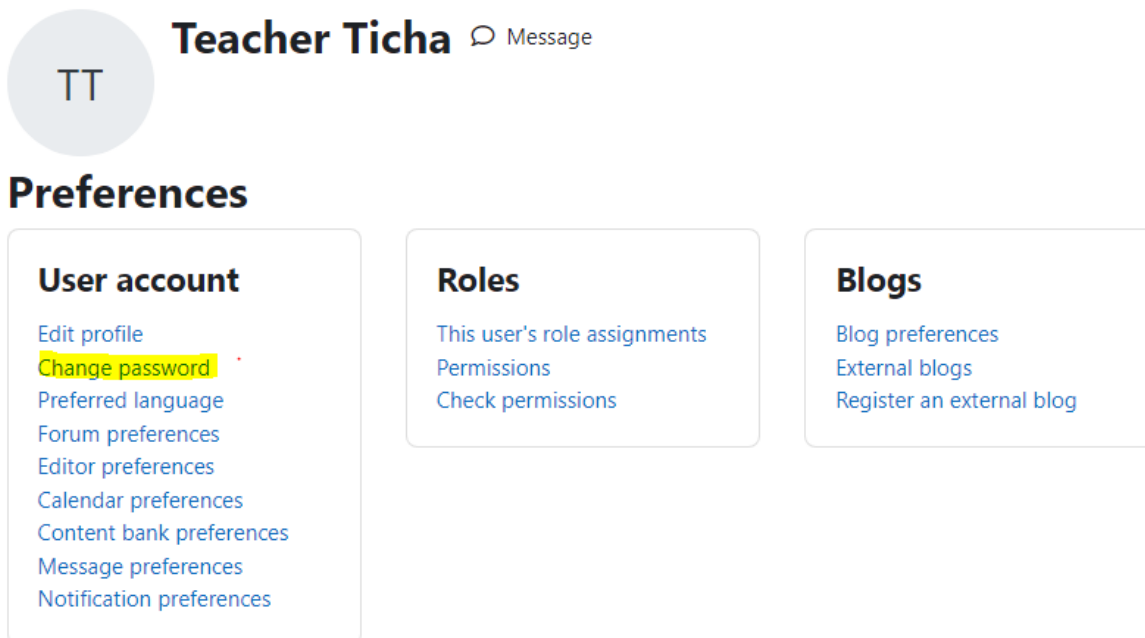 TT
Teacher Ticha
Message
Preferences
User account
Edit profile
Change password
Preferred language
Forum preferences
Editor preferences
Calendar preferences
Content bank preferences
Message preferences
Notification preferences
Roles
This user's role assignments
Permissions
Check permissions
Blogs
Blog preferences
External blogs
Register an external blog